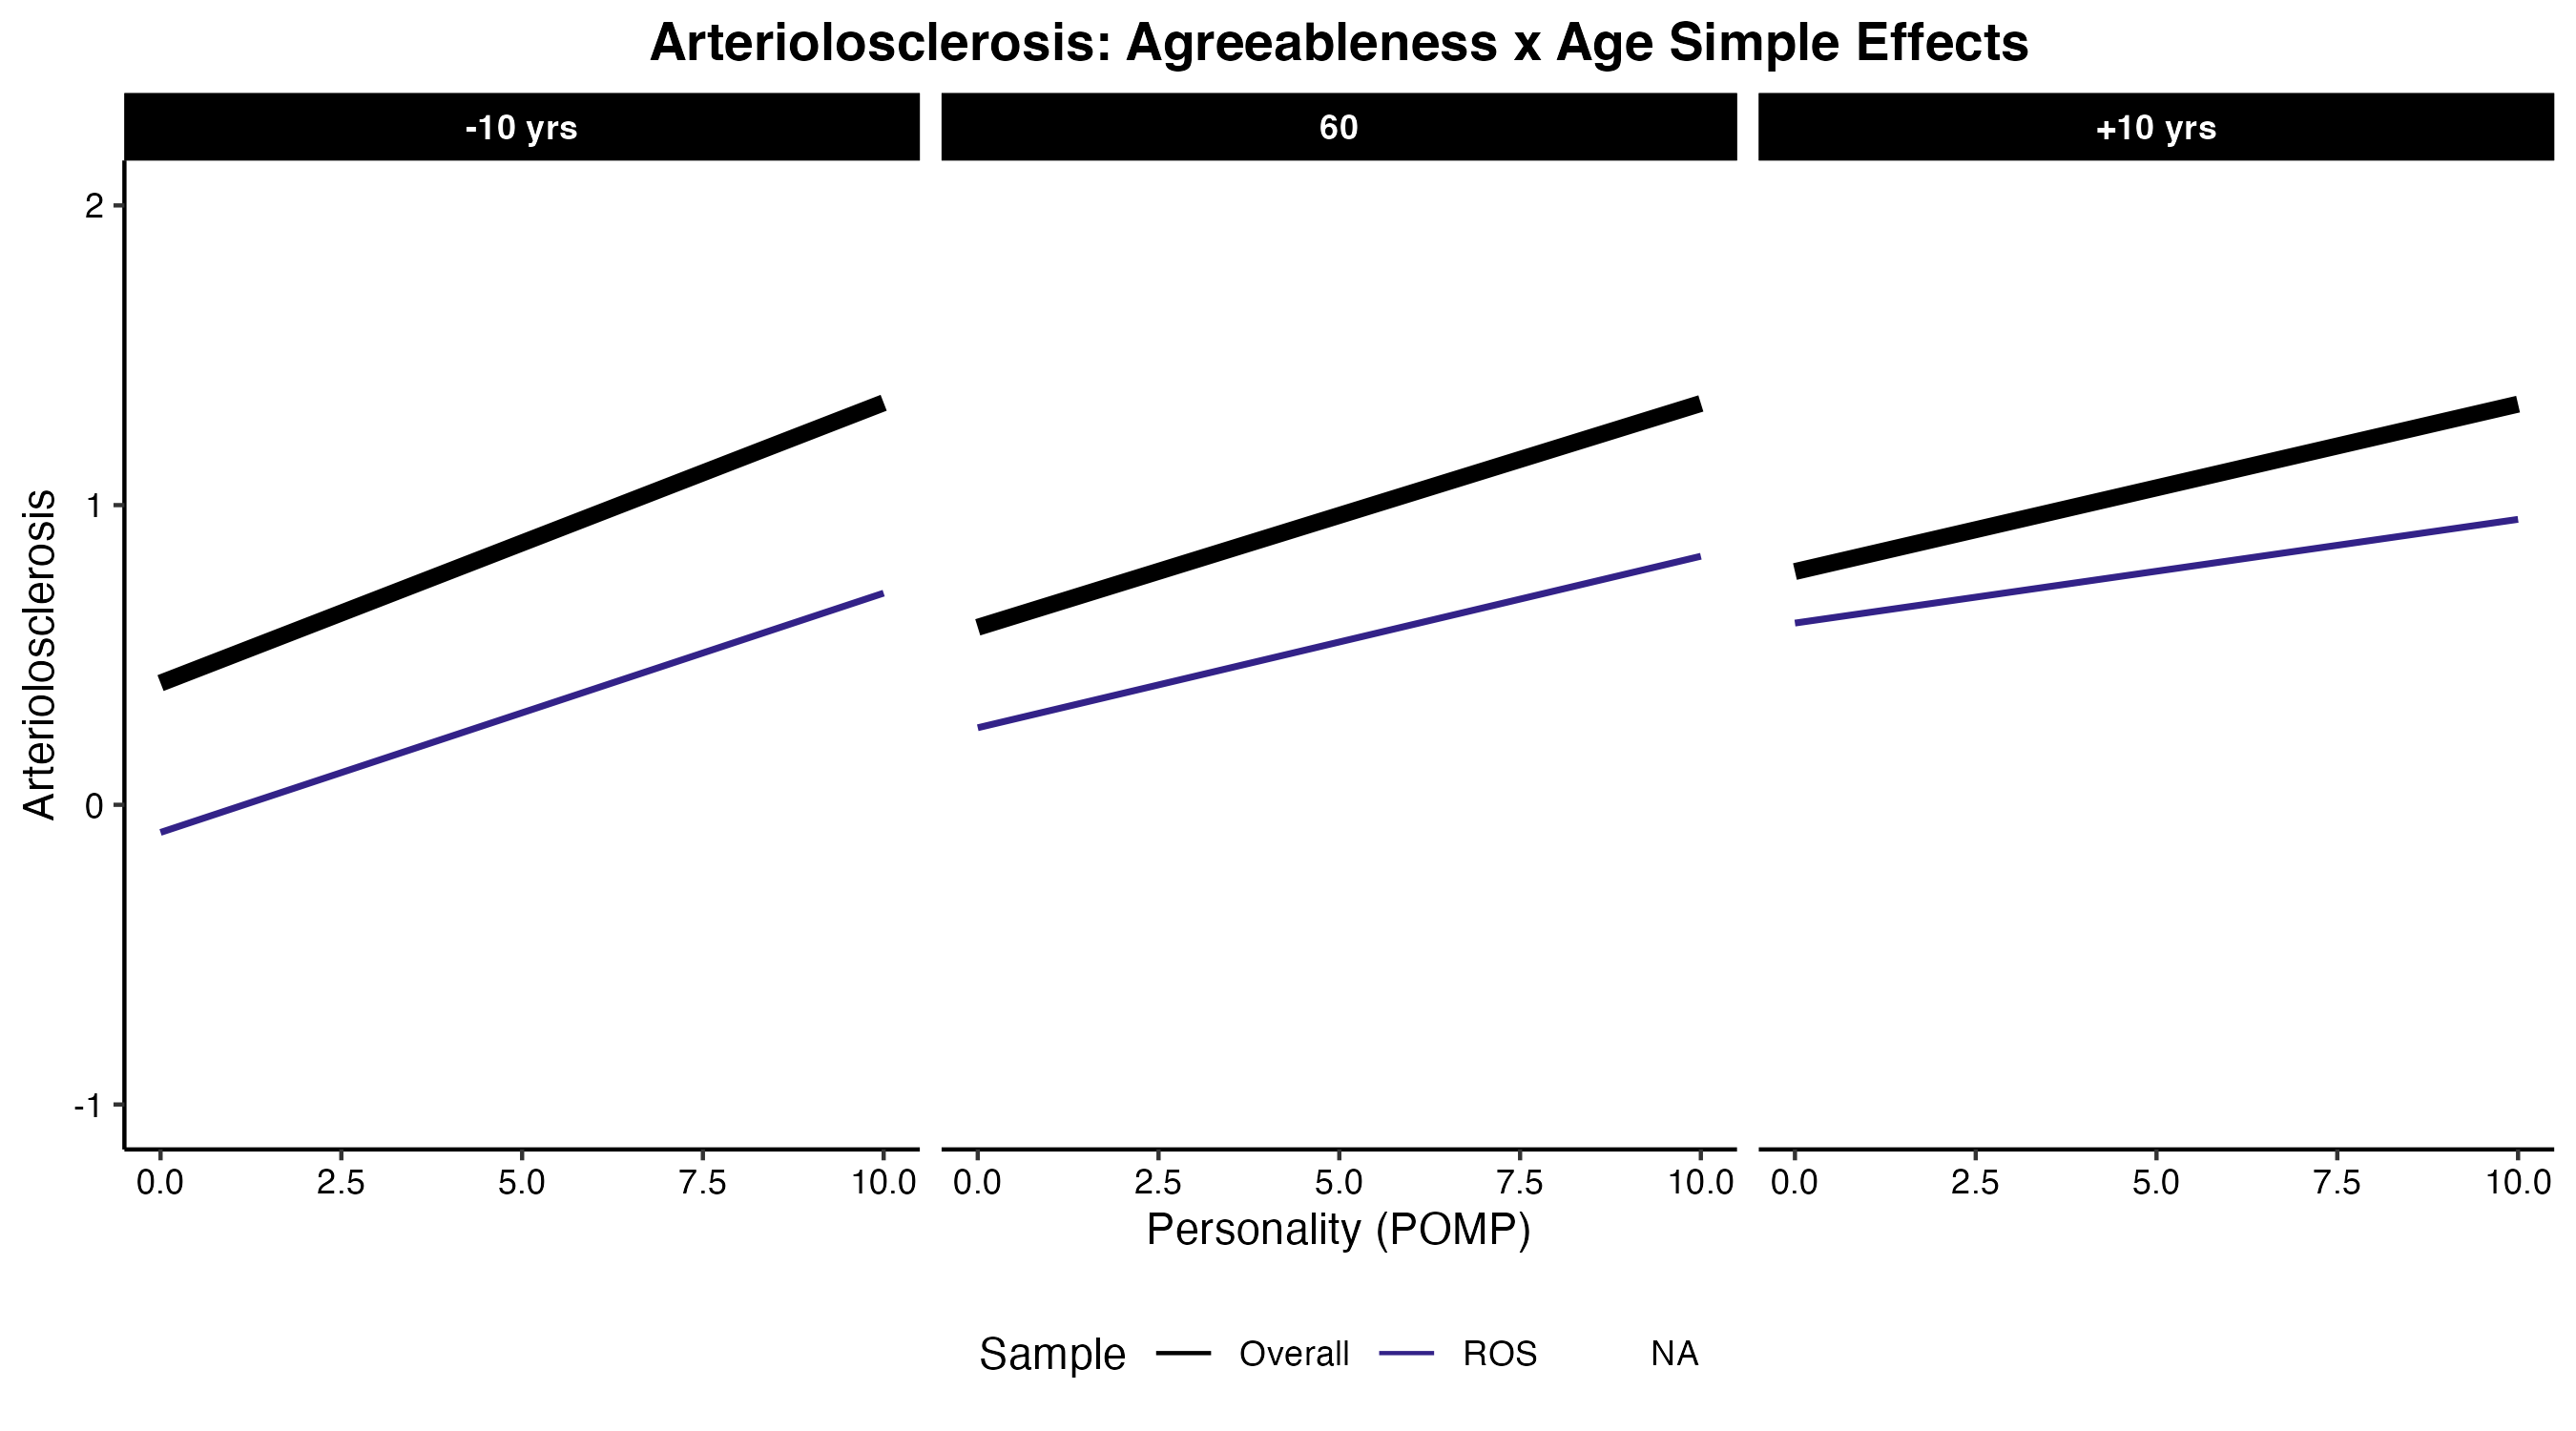 Arteriolosclerosis: Agreeableness x Age Simple Effects
-10 yrs
60
+10 yrs
Arteriolosclerosis
2
1
0
-1
0.0 2.5 5.0 7.5 10.0
0.0 2.5 5.0 7.5 10.0
0.0 2.5 5.0 7.5 10.0
Personality (POMP)
Sample Overall ROS NA